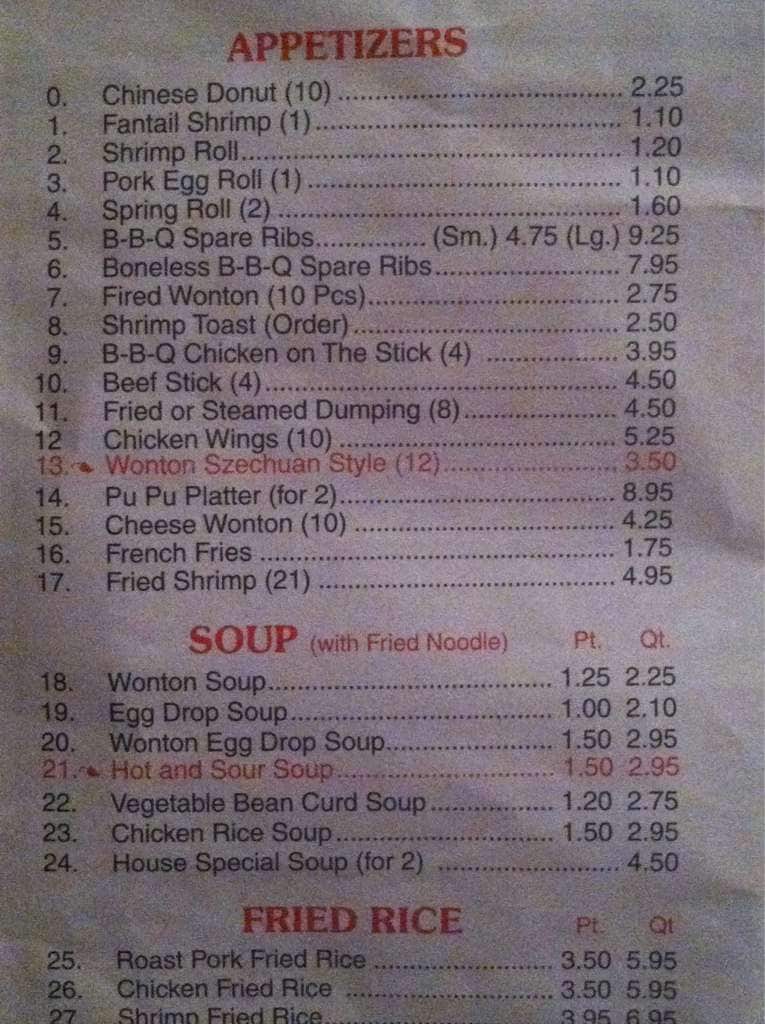 APPETIZERS
0. Chinese Donut (10) 2.25
1. Fantail Shrimp (1) 1.10
2. Shrimp Roll 1.20
3. Pork Egg Roll (1) 1.10
4. Spring Roll (2) 1.60
5. B-B-Q Spare Ribs (Sm.) 4.75 (Lg.) 9.25
6. Boneless B-B-Q Spare Ribs 7.95
7. Fired Wonton (10 Pcs) 2.75
8. Shrimp Toast (Order) 2.50
9. B-B-Q Chicken on The Stick (4) 3.95
10. Beef Stick (4) 4.50
11. Fried or Steamed Dumping (8) 4.50
12 Chicken Wings (10) 5.25
13. Wonton Szechuan Style (12) 3.50
14. Pu Pu Platter (for 2) 8.95
15. Cheese Wonton (10) 4.25
16. French Fries 1.75
17. Fried Shrimp (21) 4.95
SOUP (with Fried Noodle) Pt. Qt.
18. Wonton Soup 1.25 2.25
19. Egg Drop Soup 1.00 2.10
20. Wonton Egg Drop Soup 1.50 2.95
21. Hot and Sour Soup 1.50 2.95
22. Vegetable Bean Curd Soup 1.20 2.75
23. Chicken Rice Soup 1.50 2.95
24. House Special Soup (for 2) 4.50
FRIED RICE Pt. Qt
25. Roast Pork Fried Rice 3.50 5.95
26. Chicken Fried Rice 3.50 5.95
27 Shrimp Fried Rice 3.95 6.95